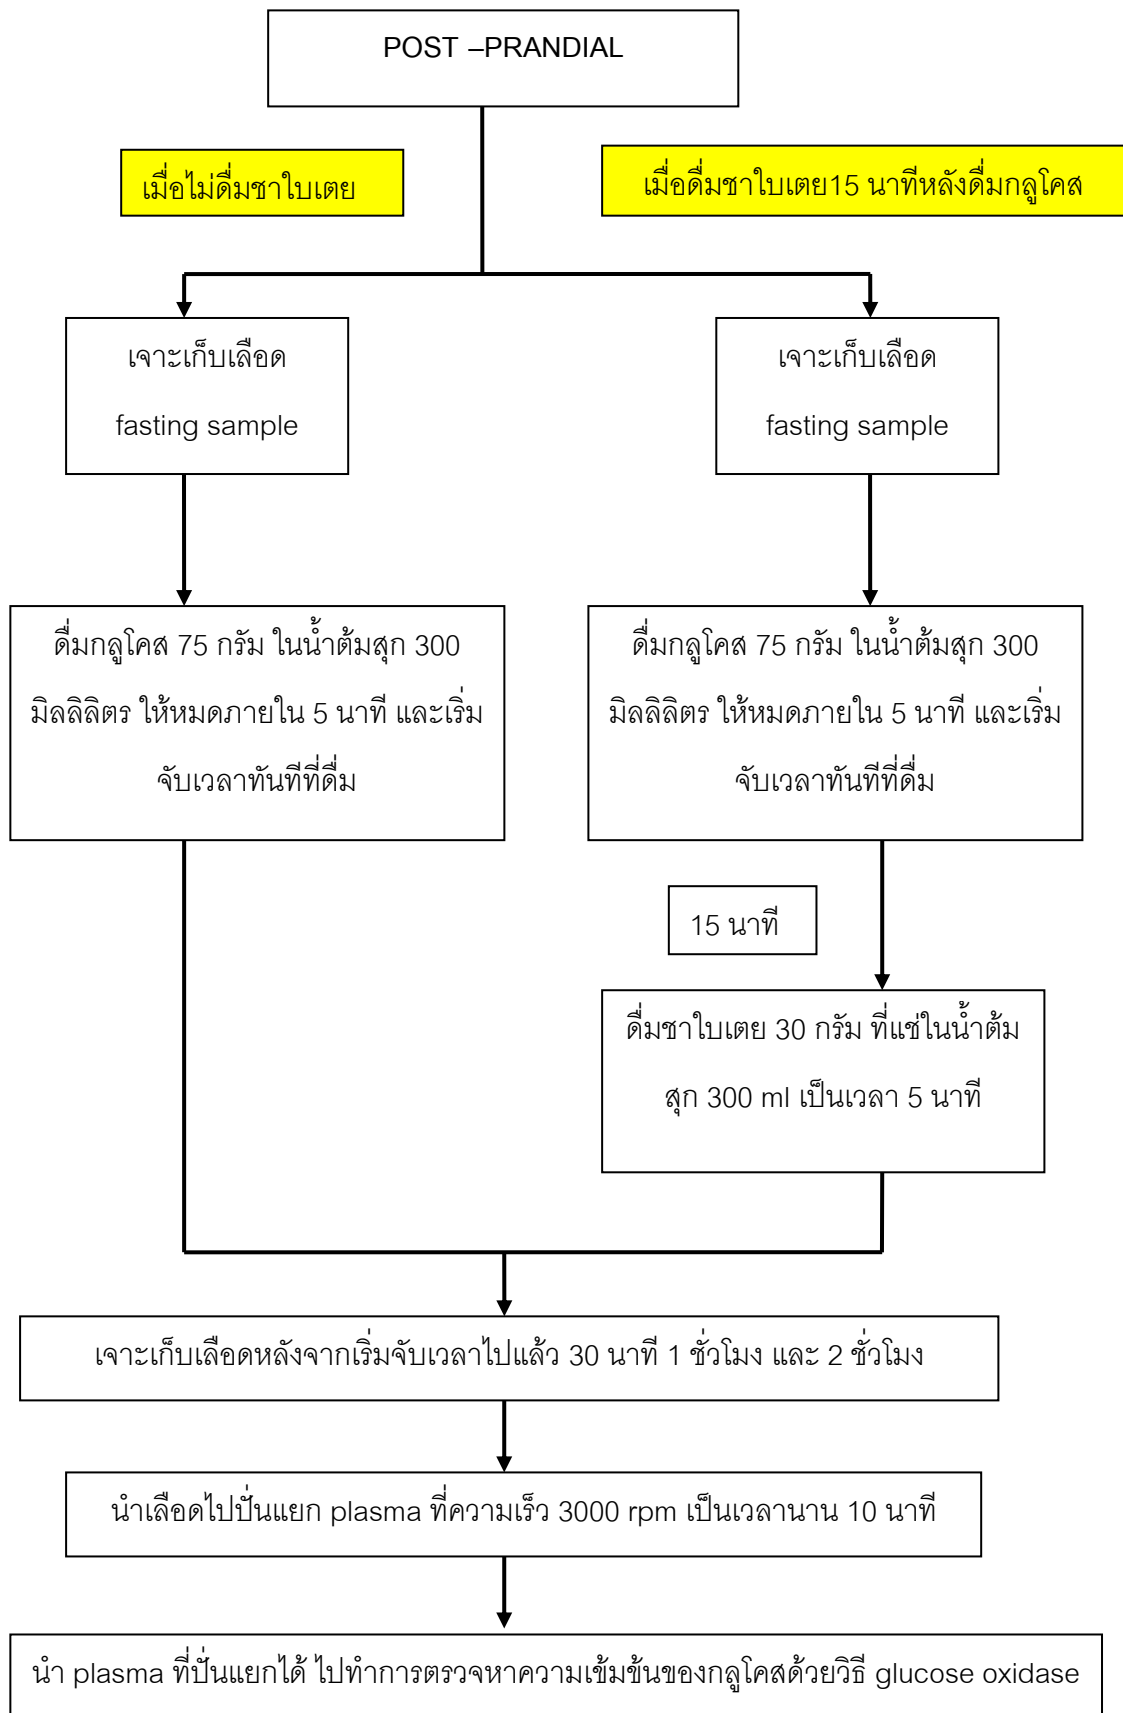 POST –PRANDIAL
เมื่อไม่ดื่มชาใบเตย
เมื่อดื่มชาใบเตย15 นาทีหลังดื่มกลูโคส
เจาะเก็บเลือด
fasting sample
เจาะเก็บเลือด
fasting sample
ดื่มกลูโคส 75 กรัม ในน้ำต้มสุก 300
มิลลิลิตร ให้หมดภายใน 5 นาที และเริ่ม
จับเวลาทันทีที่ดื่ม
ดื่มกลูโคส 75 กรัม ในน้ำต้มสุก 300
มิลลิลิตร ให้หมดภายใน 5 นาที และเริ่ม
จับเวลาทันทีที่ดื่ม
15 นาที
ดื่มชาใบเตย 30 กรัม ที่แช่ในน้ำต้ม
สุก 300 ml เป็นเวลา 5 นาที
เจาะเก็บเลือดหลังจากเริ่มจับเวลาไปแล้ว 30 นาที 1 ชั่วโมง และ 2 ชั่วโมง
นำเลือดไปปั่นแยก plasma ที่ความเร็ว 3000 rpm เป็นเวลานาน 10 นาที
นำ plasma ที่ปั่นแยกได้ ไปทำการตรวจหาความเข้มข้นของกลูโคสด้วยวิธี glucose oxidase